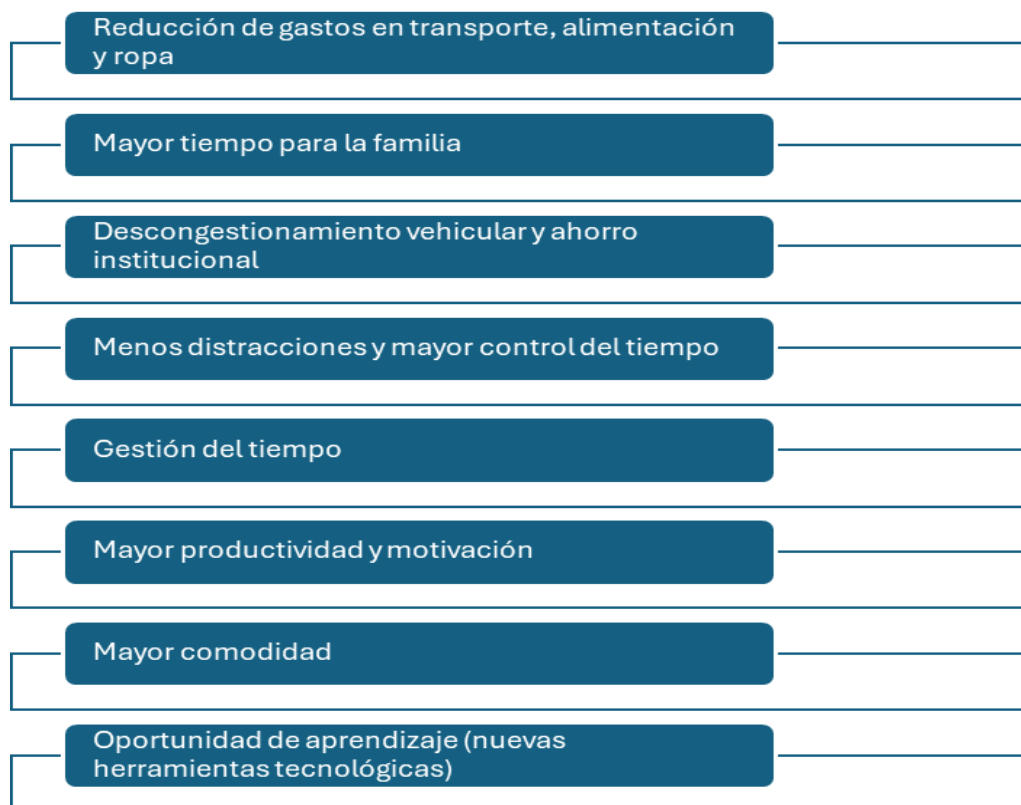 Reducción de gastos en transporte, alimentación
y ropa
Mayor tiempo para la familia
Descongestionamiento vehicular y ahorro
institucional
Menos distracciones y mayor control del tiempo
Gestión del tiempo
Mayor productividad y motivación
Mayor comodidad
Oportunidad de aprendizaje (nuevas
herramientas tecnológicas)